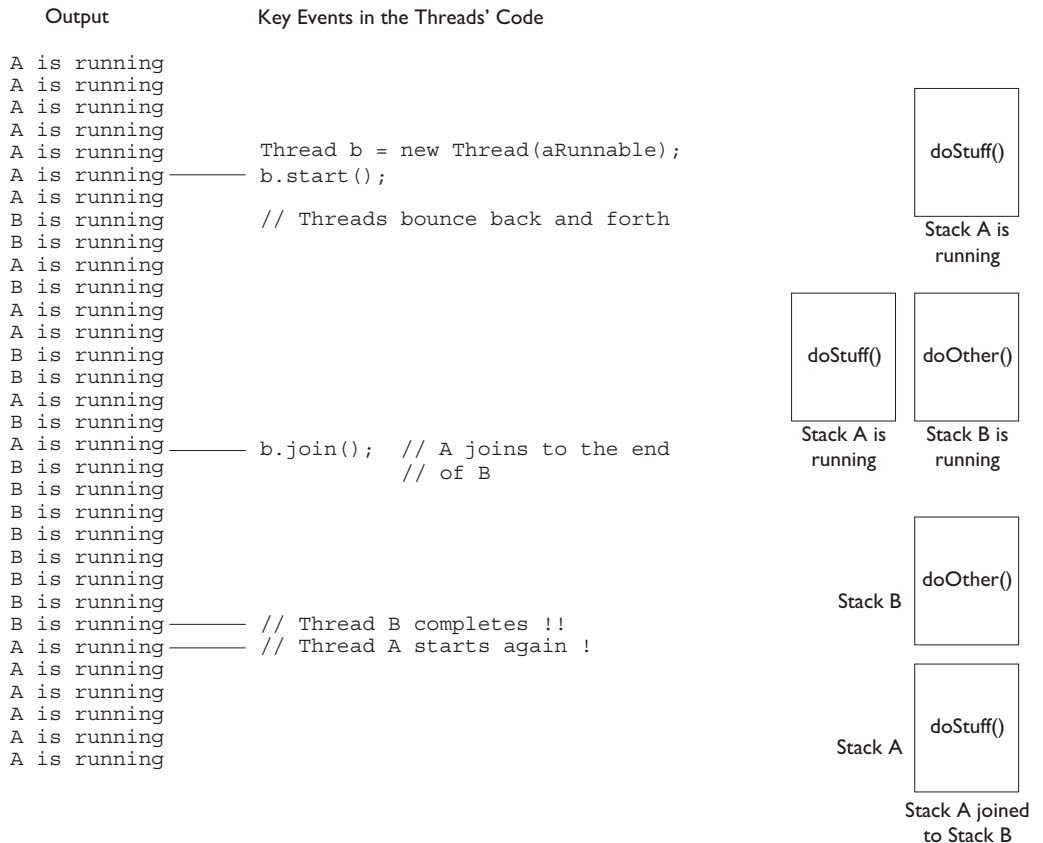 Output
Key Events in the Threads’ Code
A is running
A is running
A is running
A is running
A is running
Thread b = new Thread(aRunnable);
A is running
b.start();
A is running
B is running
// Threads bounce back and forth
B is running
A is running
B is running
A is running
A is running
B is running
B is running
A is running
B is running
A is running
b.join();  // A joins to the end
B is running
// of B
B is running
B is running
B is running
B is running
B is running
B is running
B is running
// Thread B completes !!
A is running
// Thread A starts again !
A is running
A is running
A is running
A is running
A is running
doStuff()
Stack A is
running
doStuff()
doOther()
Stack A is
running
Stack B is
running
Stack B
doOther()
Stack A
doStuff()
Stack A joined
to Stack B